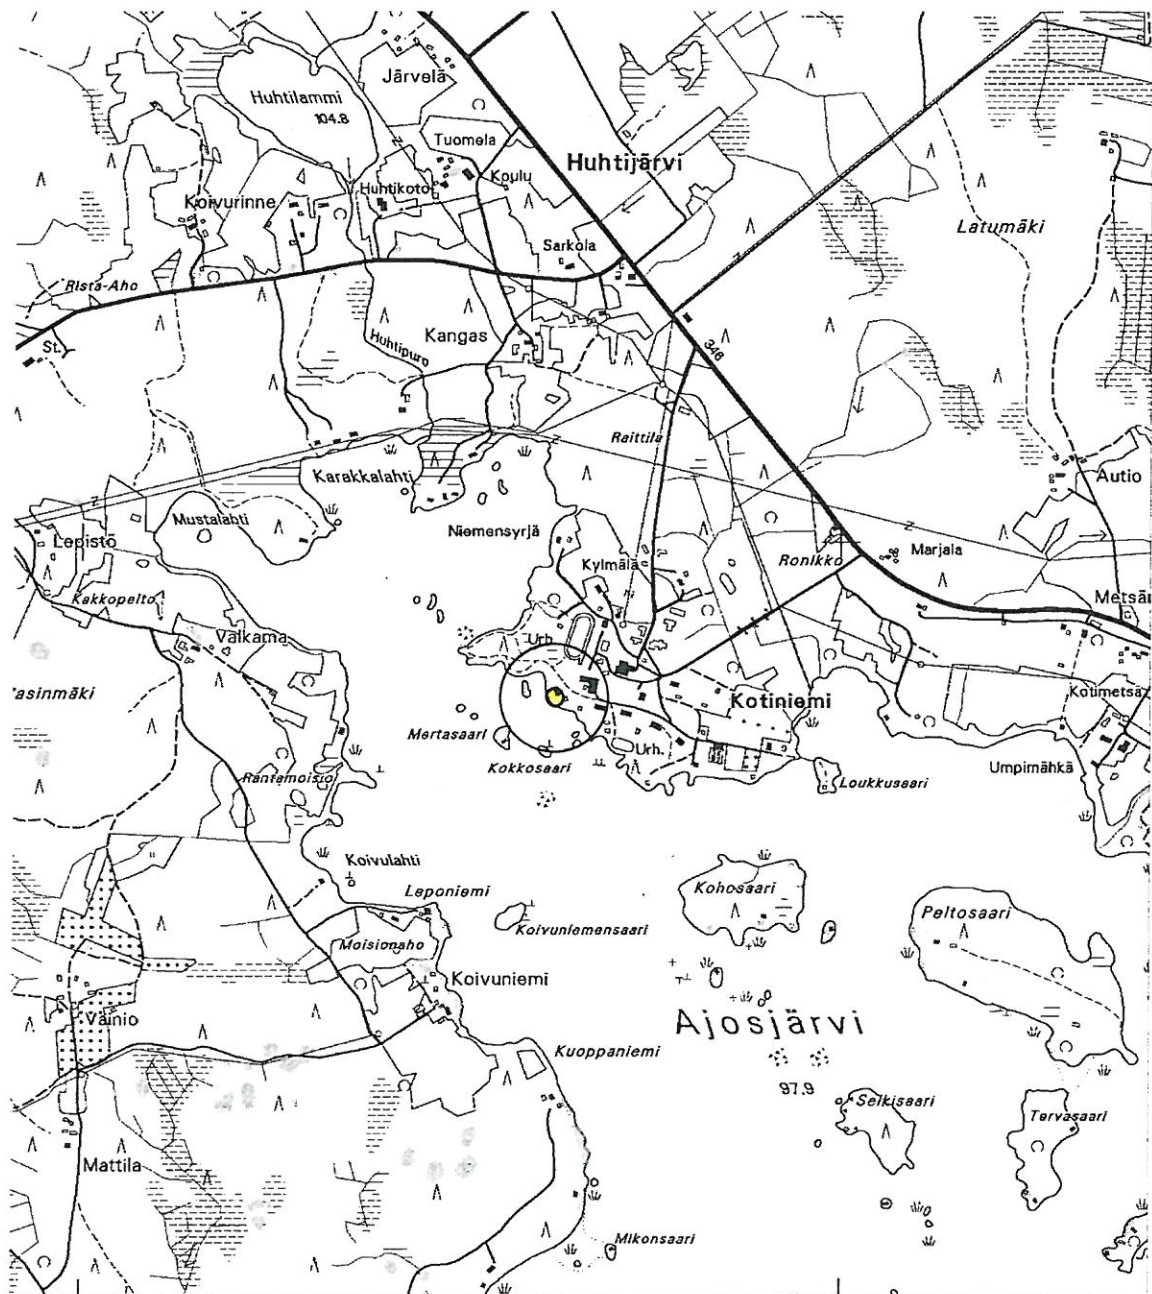 Järvelä
Huhtilammi
104.8
Tuomela
Huhtijärvi
Koulu
Huhtikoto
Koivurinne
Latumäki
Sarkola
Rista-Aho
St.
Kangas
Huhtipuro
346
Raittila
Karakkalahti
Autio
Mustalahti
Niemensyrjä
Lepistö
Ronikko
Marjala
Kylmälä
Kakkopelto
Metsär
Valkama
Urh.
Kotimetsä
Kotiniemi
Mertasaari
Urh.
Kokkosaari
Umpimähkä
Rantamoisio
Loukkusaari
Koivulahti
Leponiemi
Kohosaari
Peltosaari
Koivuniemensaari
Moisionaho
Koivuniemi
Väinio
Ajosjärvi
Kuoppaniemi
97.9
Selkisaari
Tervasaari
Mattila
Mikonsaari